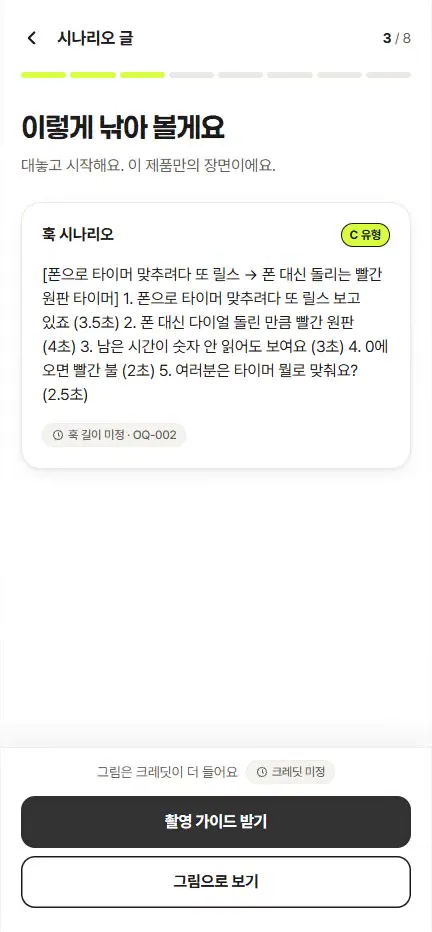 시나리오 글
3 / 8
이렇게 낚아 볼게요
대놓고 시작해요. 이 제품만의 장면이에요.
훅 시나리오
C 유형
[폰으로 타이머 맞추려다 또 릴스 → 폰 대신 돌리는 빨간
원판 타이머] 1. 폰으로 타이머 맞추려다 또 릴스 보고
있죠 (3.5초) 2. 폰 대신 다이얼 돌린 만큼 빨간 원판
(4초) 3. 남은 시간이 숫자 안 읽어도 보여요 (3초) 4. 0에
오면 빨간 불 (2초) 5. 여러분은 타이머 뭘로 맞춰요?
(2.5초)
훅 길이 미정 · OQ-002
그림은 크레딧이 더 들어요
크레딧 미정
촬영 가이드 받기
그림으로 보기